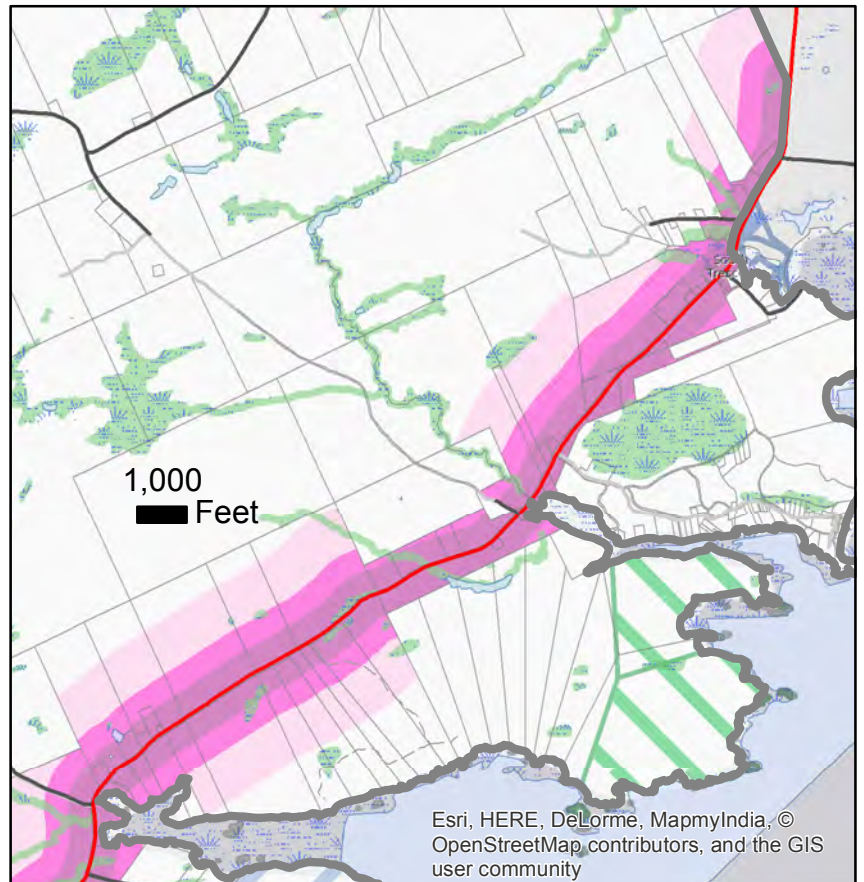 1,000
Feet
Esri, HERE, DeLorme, MapmyIndia, ©
OpenStreetMap contributors, and the GIS
user community